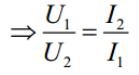 ⇒ U₁/U₂ = I₂/I₁